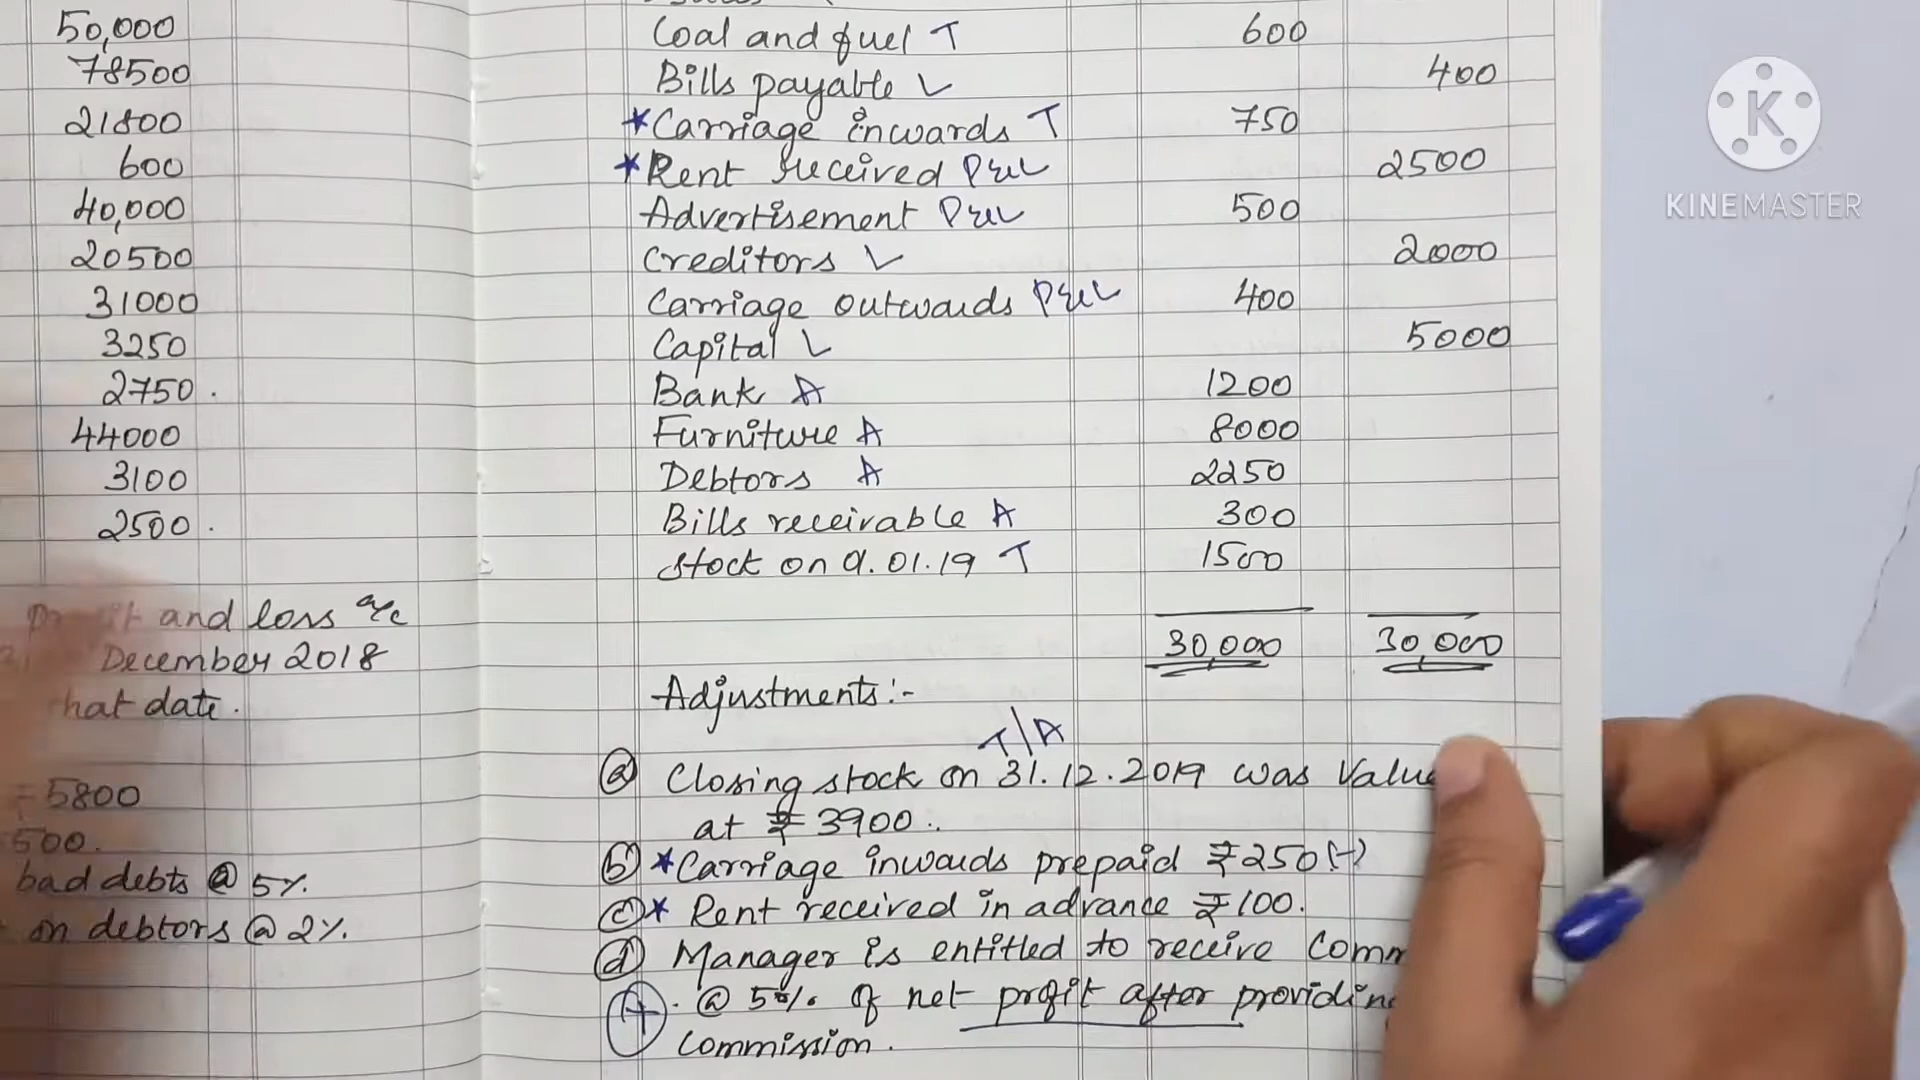 50,000
78500
21800
600
40,000
20500
31000
3250
2750.
44000
3100
2500.
and loss a/c
December 2018
that date.
5800
500.
bad debts @ 5%.
on debtors @ 2%.
Coal and fuel T 600
Bills payable L 400
*Carriage inwards T 750
*Rent received P&L 2500
Advertisement P&L 500
Creditors L 2000
Carriage outwards P&L 400
Capital L 5000
Bank A 1200
Furniture A 8000
Debtors A 2250
Bills receivable A 300
Stock on 01.01.19 T 1500
30,000 30,000
Adjustments:-
T/A
(a) Closing stock on 31.12.2019 was Value
at ₹ 3900.
(b) *Carriage inwards prepaid ₹250 (-)
(c) * Rent received in advance ₹100.
(d) Manager is entitled to receive Comm
@ 5% of net profit after providin
Commission.
K
KINEMASTER